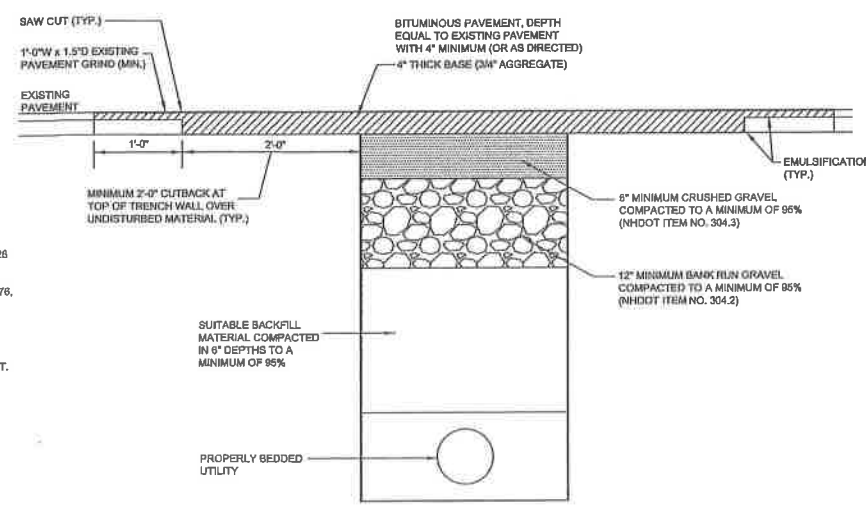 SAW CUT (TYP.)
1'-0"W x 1.5"D EXISTING
PAVEMENT GRIND (MIN.)
EXISTING
PAVEMENT
BITUMINOUS PAVEMENT, DEPTH
EQUAL TO EXISTING PAVEMENT
WITH 4" MINIMUM (OR AS DIRECTED)
4" THICK BASE (3/4" AGGREGATE)
1'-0"
2'-0"
EMULSIFICATION
(TYP.)
MINIMUM 2'-0" CUTBACK AT
TOP OF TRENCH WALL OVER
UNDISTURBED MATERIAL (TYP.)
6" MINIMUM CRUSHED GRAVEL
COMPACTED TO A MINIMUM OF 95%
(NHDOT ITEM NO. 304.3)
12" MINIMUM BANK RUN GRAVEL
COMPACTED TO A MINIMUM OF 95%
(NHDOT ITEM NO. 304.2)
76,
SUITABLE BACKFILL
MATERIAL COMPACTED
IN 6" DEPTHS TO A
MINIMUM OF 95%
T.
PROPERLY BEDDED
UTILITY